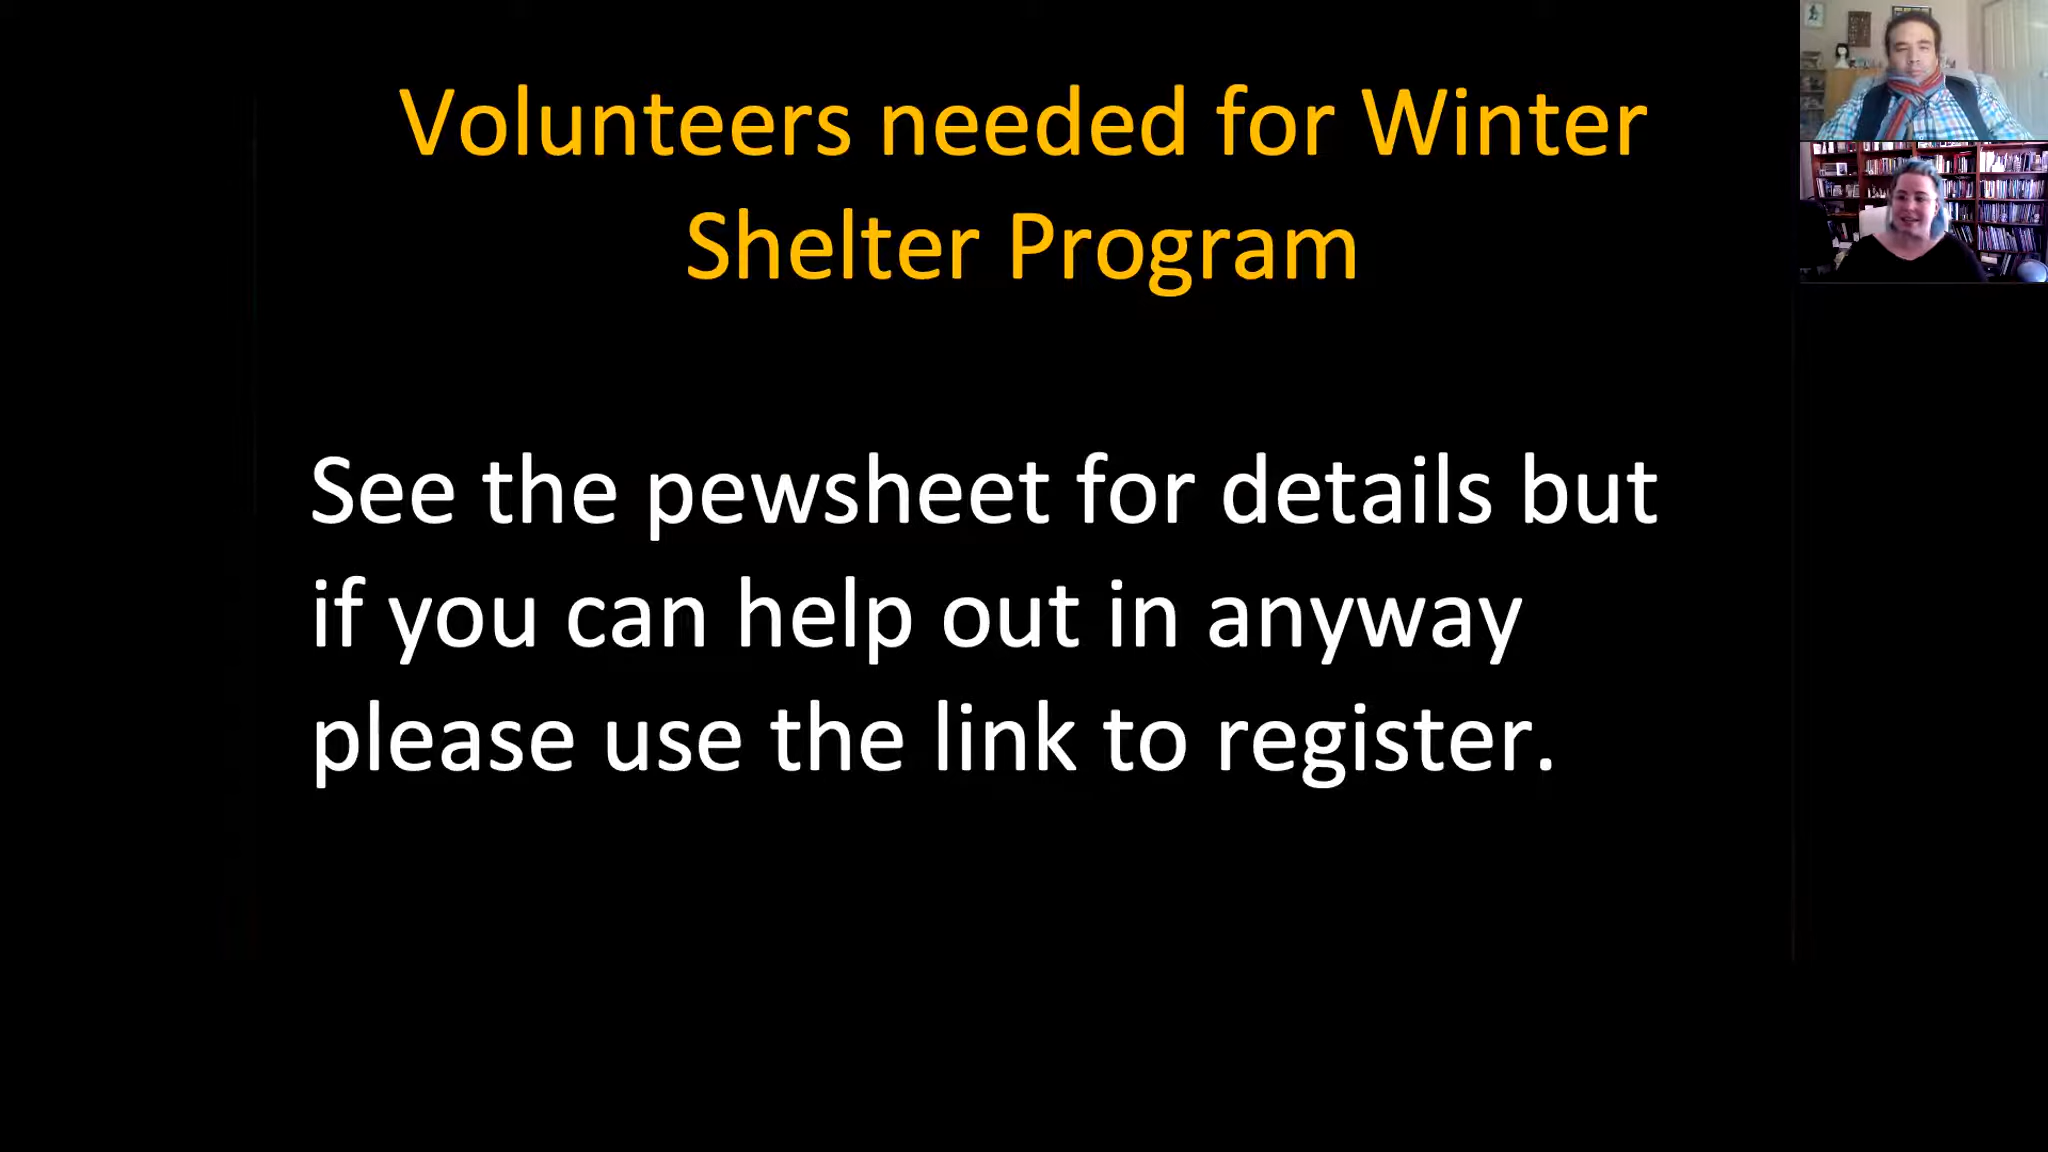 Volunteers needed for Winter
Shelter Program
See the pewsheet for details but
if you can help out in anyway
please use the link to register.